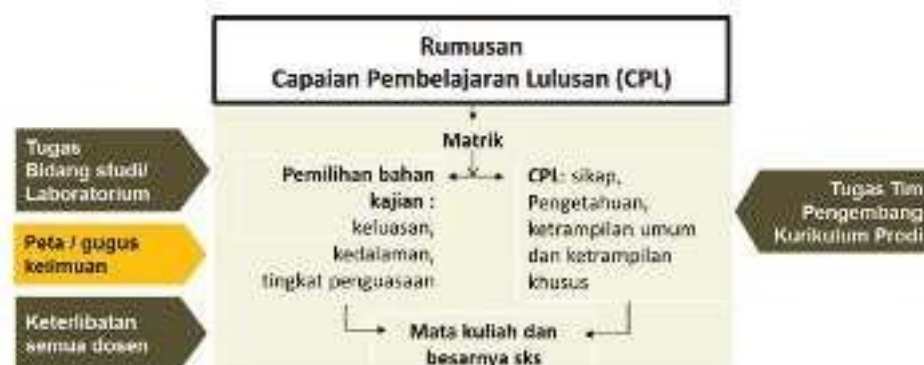 Rumusan
Capaian Pembelajaran Lulusan (CPL)
Matrik
Tugas
Bidang studi/
Laboratorium
Peta / gugus
keilmuan
Keterlibatan
semua dosen
Pemilihan bahan
kajian :
keluasan,
kedalaman,
tingkat penguasaan
CPL: sikap,
Pengetahuan,
ketrampilan umum
dan ketrampilan
khusus
Tugas Tim
Pengembang
Kurikulum Prodi
Mata kuliah dan
besarnya sks